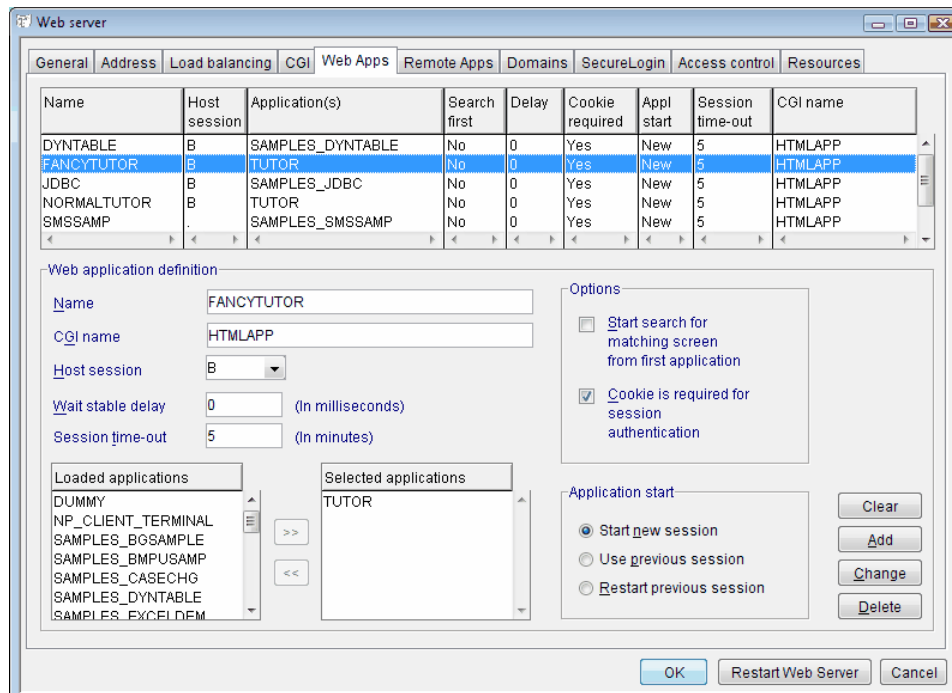 Web server
General Address Load balancing CGI Web Apps Remote Apps Domains SecureLogin Access control Resources
Name Host session Application(s) Search first Delay Cookie required Appl start Session time-out CGI name
DYNTABLE B SAMPLES_DYNTABLE No 0 Yes New 5 HTMLAPP
FANCYTUTOR B TUTOR No 0 Yes New 5 HTMLAPP
JDBC B SAMPLES_JDBC No 0 Yes New 5 HTMLAPP
NORMALTUTOR B TUTOR No 0 Yes New 5 HTMLAPP
SMSSAMP . SAMPLES_SMSSAMP No 0 Yes New 5 HTMLAPP
Web application definition
Name FANCYTUTOR
CGI name HTMLAPP
Host session B
Wait stable delay 0 (In milliseconds)
Session time-out 5 (In minutes)
Options
Start search for
matching screen
from first application
Cookie is required for
session
authentication
Loaded applications
DUMMY
NP_CLIENT_TERMINAL
SAMPLES_BGSAMPLE
SAMPLES_BMPUSAMP
SAMPLES_CASECHG
SAMPLES_DYNTABLE
SAMPLES_EXCELDEM
>>
<<
Selected applications
TUTOR
Application start
Start new session
Use previous session
Restart previous session
Clear
Add
Change
Delete
OK Restart Web Server Cancel